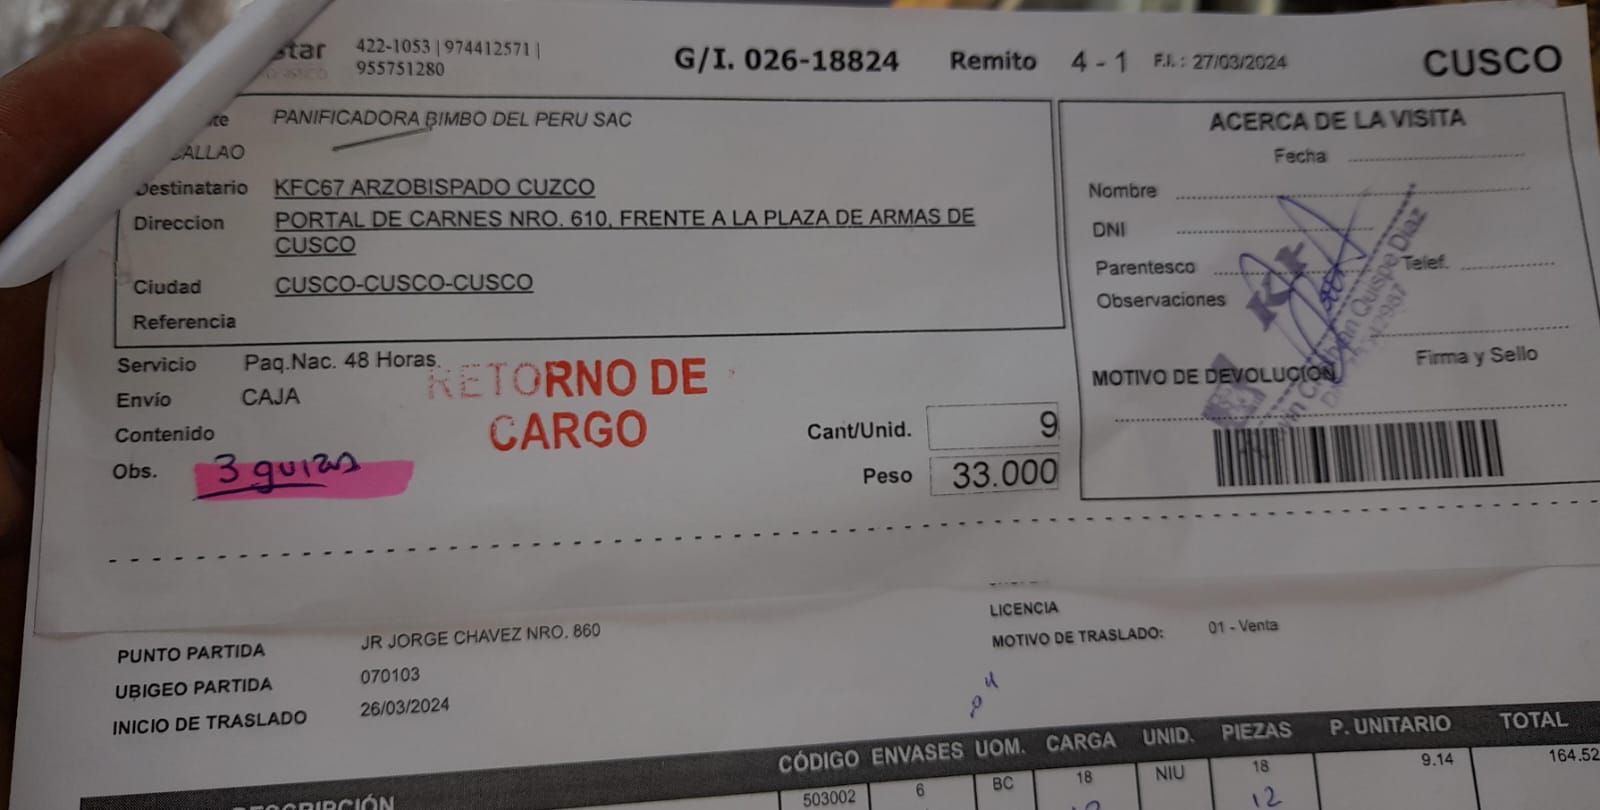 star 422-1053 | 974412571 |
955751280
G/I. 026-18824 Remito 4 - 1 F.I. : 27/03/2024 CUSCO
PANIFICADORA BIMBO DEL PERU SAC
CALLAO
Destinatario KFC67 ARZOBISPADO CUZCO
Direccion PORTAL DE CARNES NRO. 610, FRENTE A LA PLAZA DE ARMAS DE
CUSCO
Ciudad CUSCO-CUSCO-CUSCO
Referencia
ACERCA DE LA VISITA
Fecha
Nombre
DNI
Parentesco Telef.
Observaciones
KFC
Quispe Diaz
Firma y Sello
MOTIVO DE DEVOLUCION
Servicio Paq.Nac. 48 Horas
Envío CAJA
Contenido
Obs. 3 guias
RETORNO DE
CARGO
Cant/Unid. 9
Peso 33.000
LICENCIA
MOTIVO DE TRASLADO: 01 - Venta
PUNTO PARTIDA JR JORGE CHAVEZ NRO. 860
UBIGEO PARTIDA 070103
INICIO DE TRASLADO 26/03/2024
DESCRIPCIÓN CÓDIGO ENVASES UOM. CARGA UNID. PIEZAS P. UNITARIO TOTAL
503002 6 BC 18 NIU 18 9.14 164.52
12